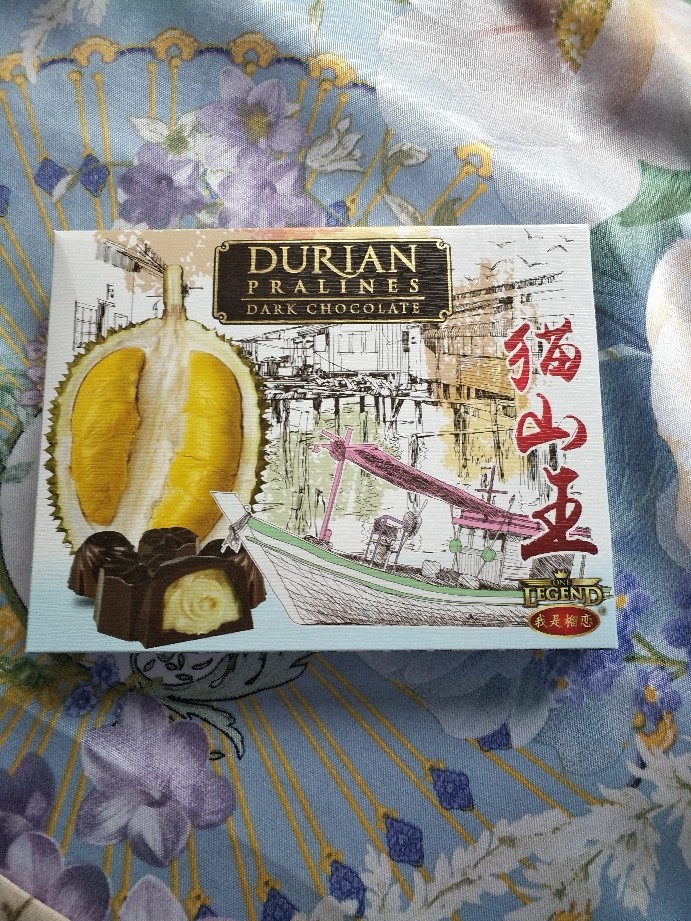 DURIAN
PRALINES
DARK CHOCOLATE
猫山王
ONE
LEGEND
我是榴恋